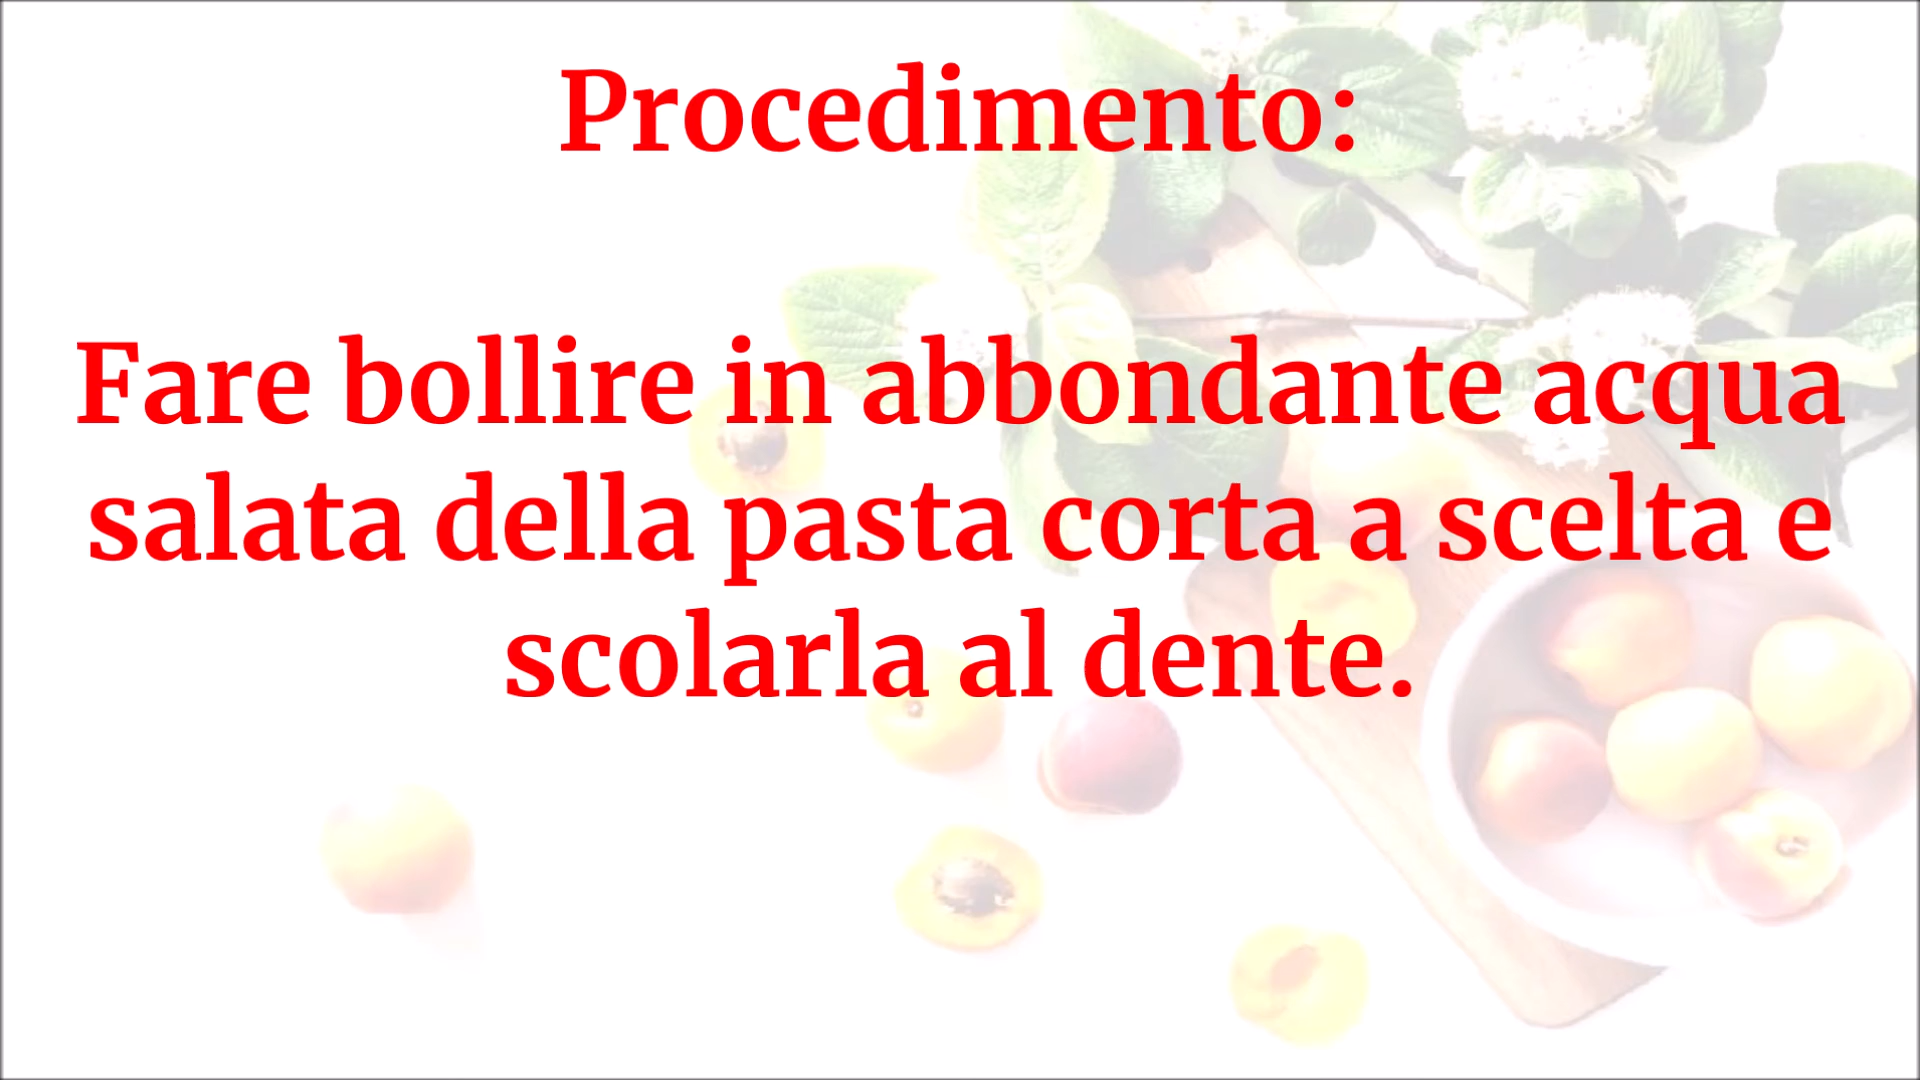 Procedimento:
Fare bollire in abbondante acqua
salata della pasta corta a scelta e
scolarla al dente.